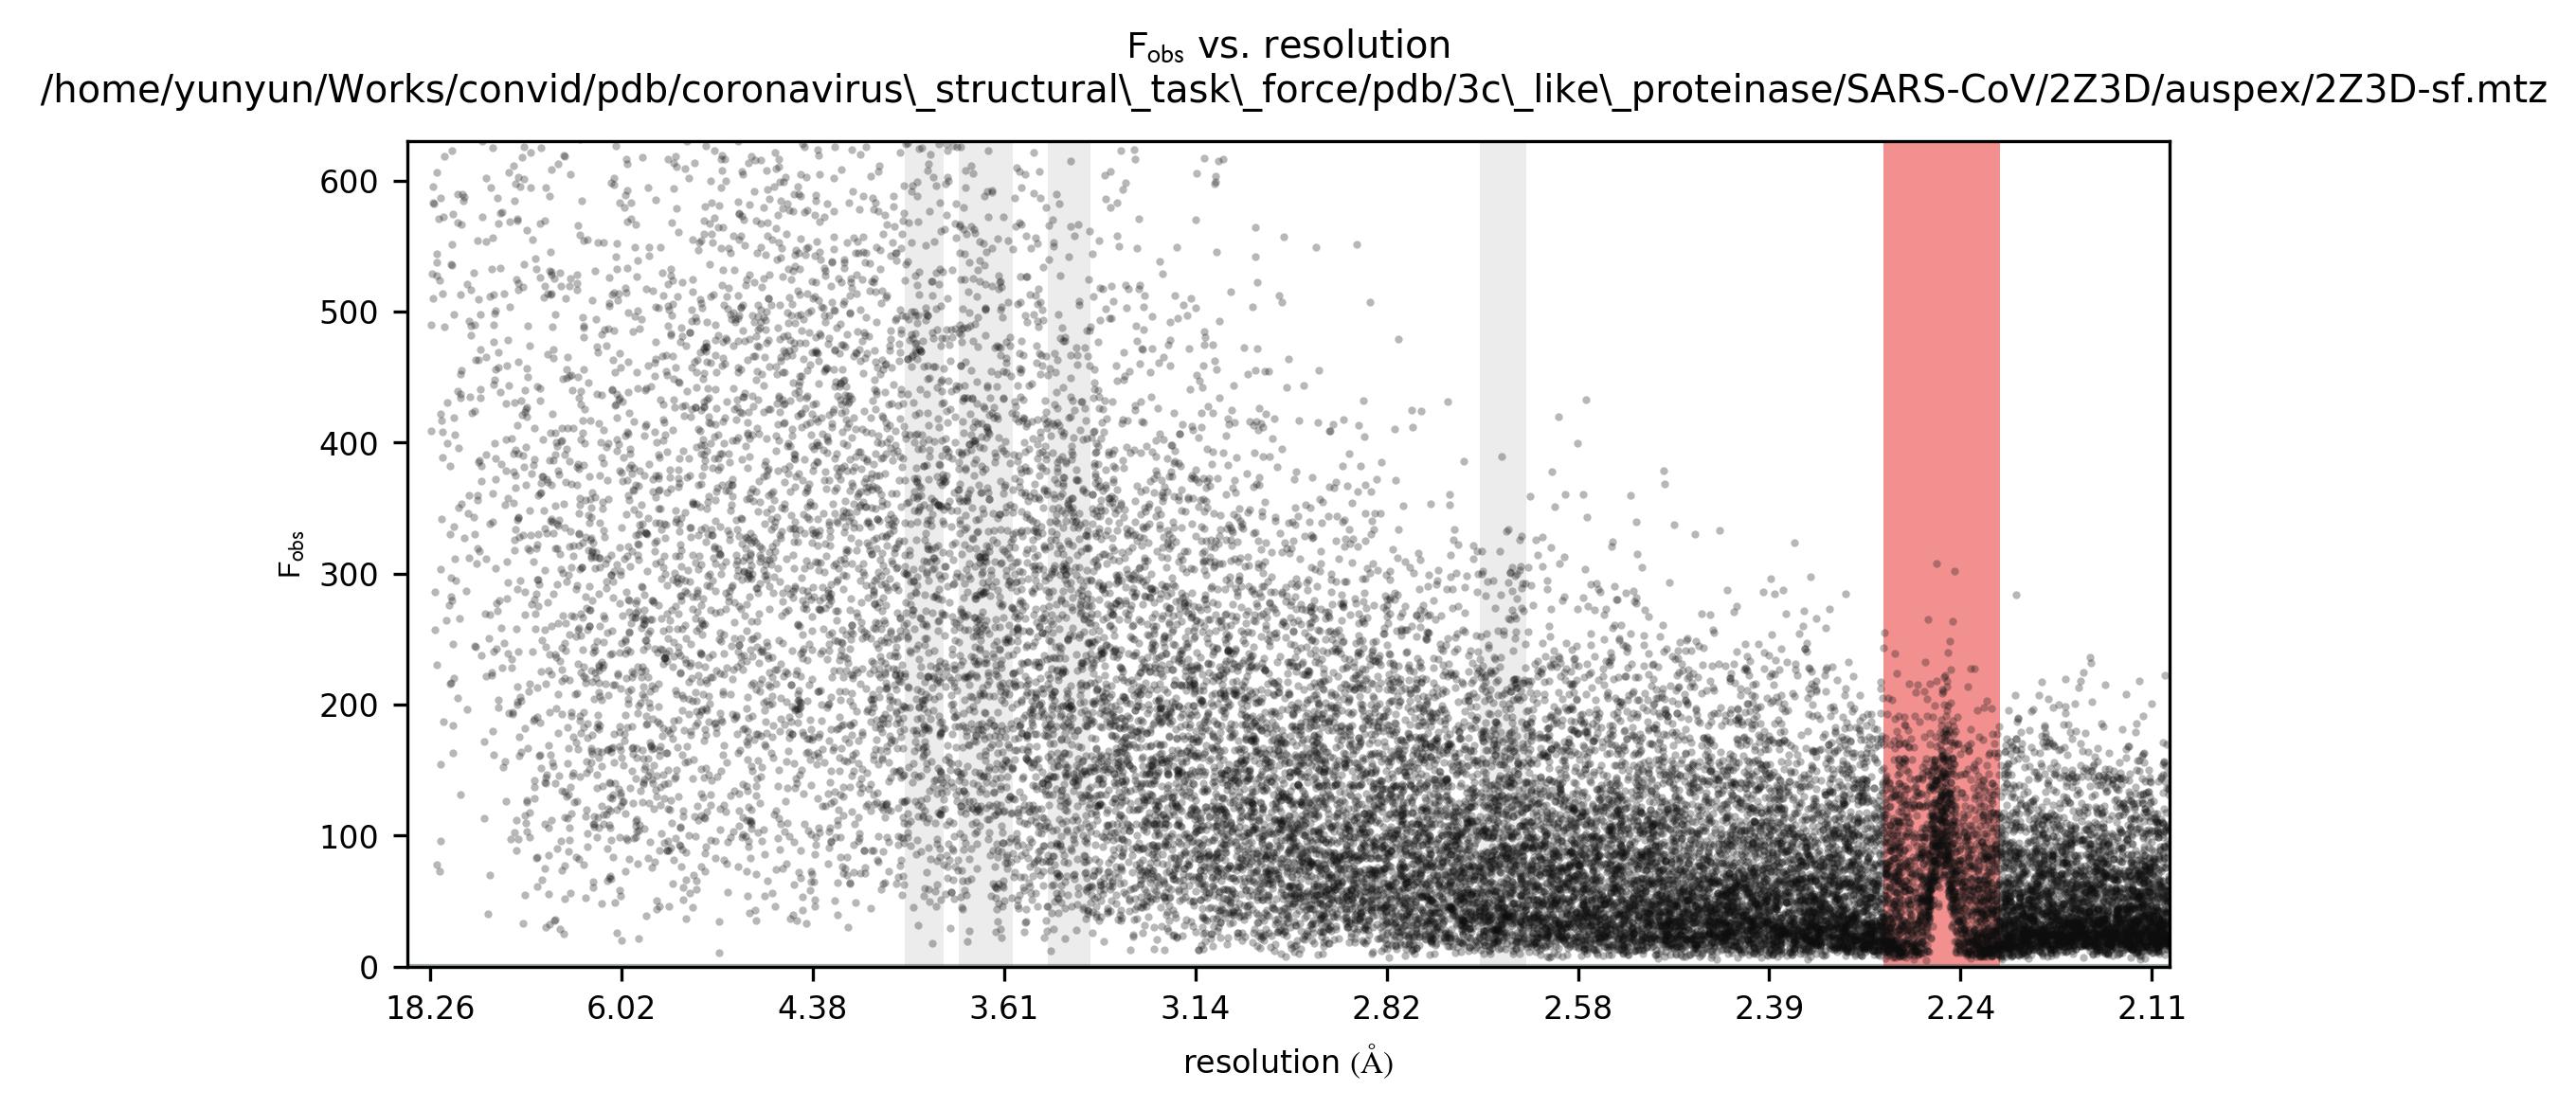 Fobs vs. resolution
/home/yunyun/Works/convid/pdb/coronavirus\_structural\_task\_force/pdb/3c\_like\_proteinase/SARS-CoV/2Z3D/auspex/2Z3D-sf.mtz
600
500
400
300
200
100
0
Fobs
18.26 6.02 4.38 3.61 3.14 2.82 2.58 2.39 2.24 2.11
resolution (Å)